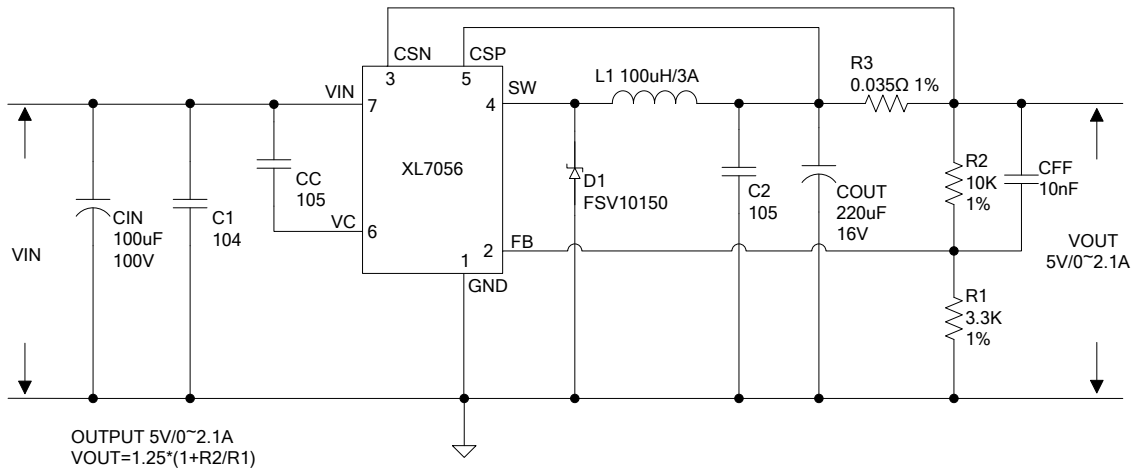 CSN
CSP
3
5
R3
0.035Ω 1%
L1 100uH/3A
SW
VIN
7
4
XL7056
CC
105
VC
6
CIN
100uF
100V
C1
104
D1
FSV10150
C2
105
COUT
220uF
16V
R2
10K
1%
CFF
10nF
VIN
2
FB
1
GND
VOUT
5V/0~2.1A
R1
3.3K
1%
OUTPUT 5V/0~2.1A
VOUT=1.25*(1+R2/R1)